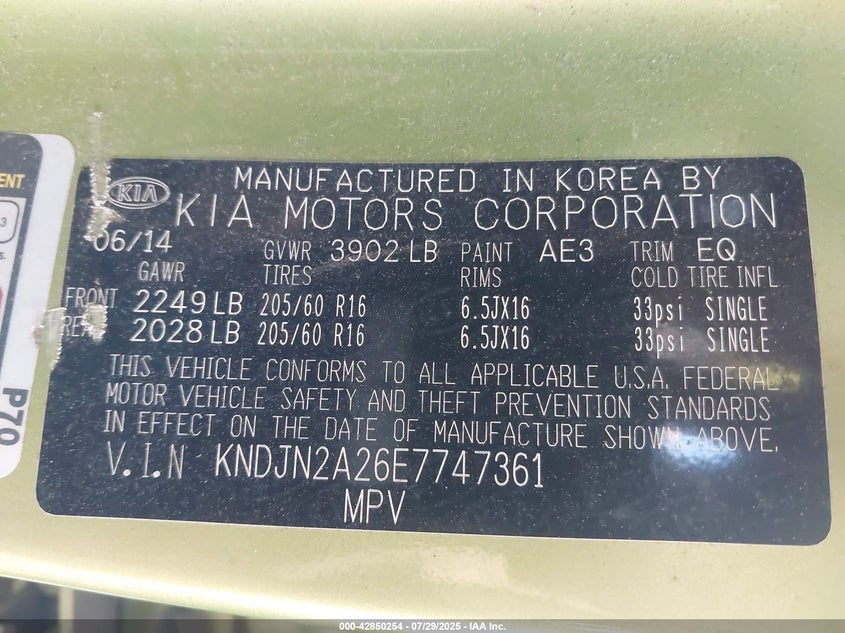 KIA
MANUFACTURED IN KOREA BY
KIA MOTORS CORPORATION
06/14 GVWR 3902 LB PAINT AE3 TRIM EQ
GAWR TIRES RIMS COLD TIRE INFL
FRONT 2249 LB 205/60 R16 6.5JX16 33psi SINGLE
2028 LB 205/60 R16 6.5JX16 33psi SINGLE
THIS VEHICLE CONFORMS TO ALL APPLICABLE U.S.A. FEDERAL
MOTOR VEHICLE SAFETY AND THEFT PREVENTION STANDARDS
IN EFFECT ON THE DATE OF MANUFACTURE SHOWN ABOVE.
V.I.N KNDJN2A26E7747361
MPV
P70
000-42850254 - 07/29/2025 - IAA Inc.